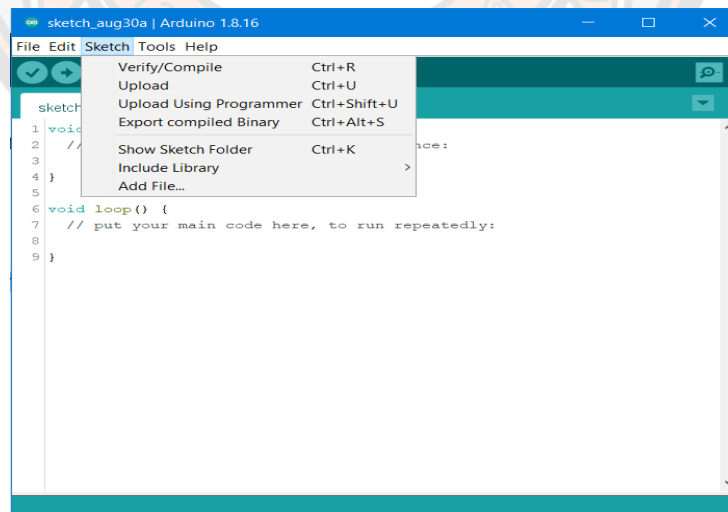 sketch_aug30a | Arduino 1.8.16
File Edit Sketch Tools Help
Verify/Compile Ctrl+R
Upload Ctrl+U
Upload Using Programmer Ctrl+Shift+U
Export compiled Binary Ctrl+Alt+S
Show Sketch Folder Ctrl+K
Include Library >
Add File...
sketch
1 void
2 // nce:
3
4 }
5
6 void loop() {
7 // put your main code here, to run repeatedly:
8
9 }